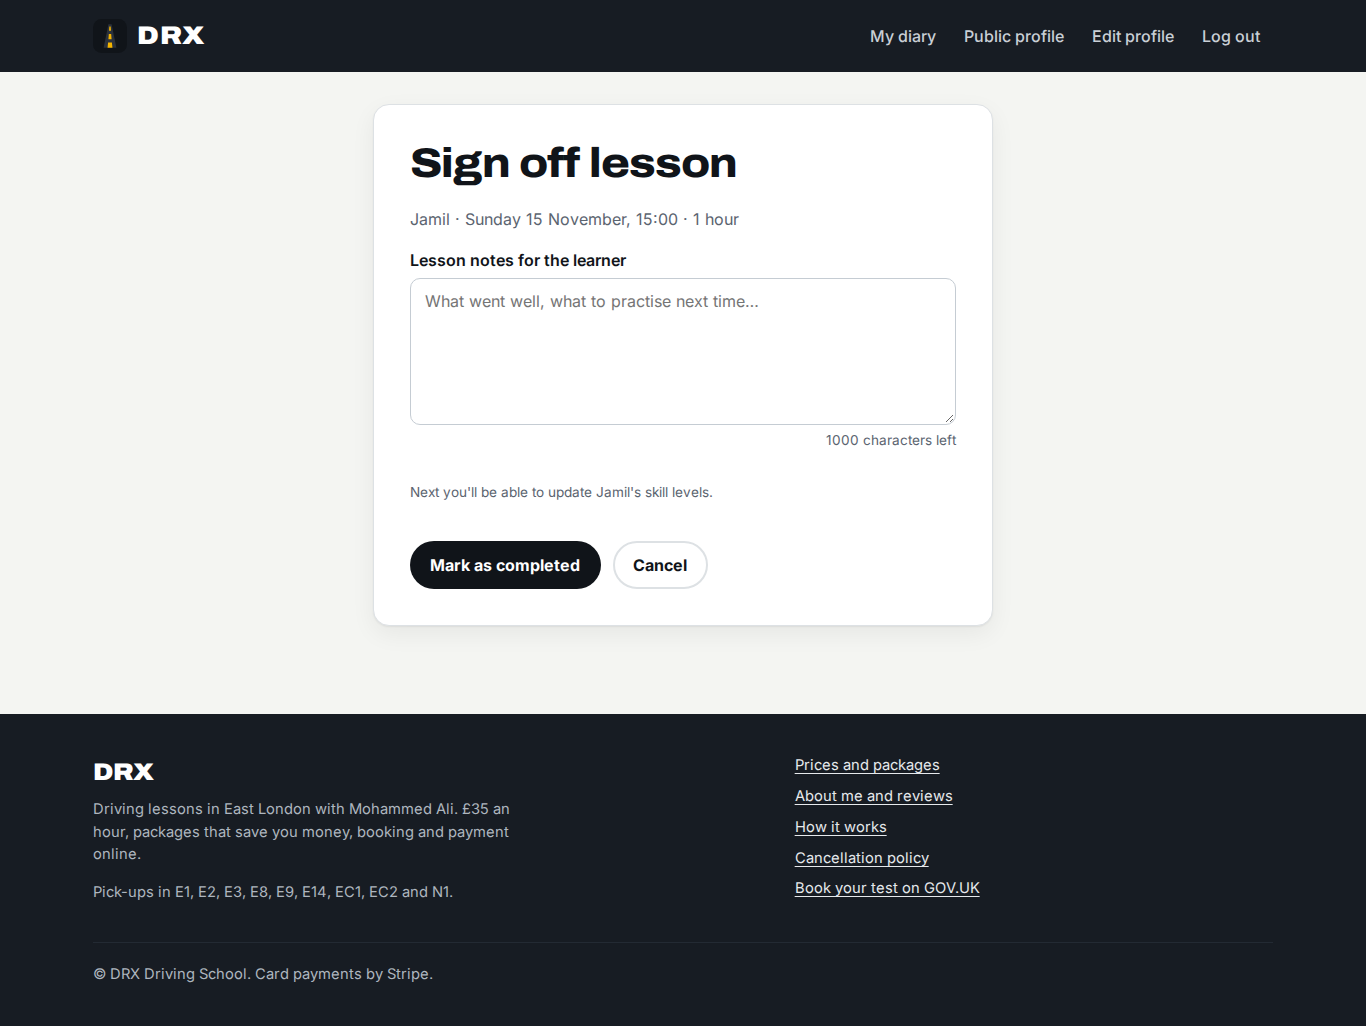 DRX
My diary
Public profile
Edit profile
Log out
Sign off lesson
Jamil · Sunday 15 November, 15:00 · 1 hour
Lesson notes for the learner
What went well, what to practise next time...
1000 characters left
Next you'll be able to update Jamil's skill levels.
Mark as completed
Cancel
DRX
Driving lessons in East London with Mohammed Ali. £35 an
hour, packages that save you money, booking and payment
online.
Pick-ups in E1, E2, E3, E8, E9, E14, EC1, EC2 and N1.
Prices and packages
About me and reviews
How it works
Cancellation policy
Book your test on GOV.UK
© DRX Driving School. Card payments by Stripe.